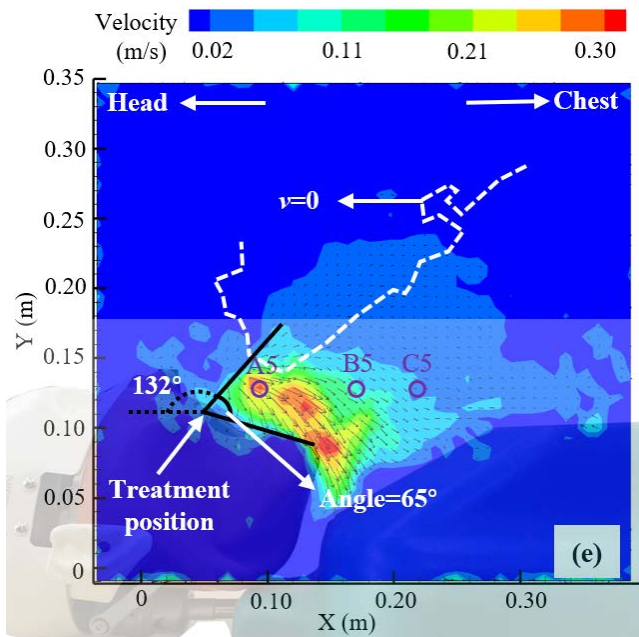 Velocity
(m/s)
0.02 0.11 0.21 0.30
0.35
0.30
0.25
0.20
0.15
0.10
0.05
0
Y (m)
Head
Chest
v=0
A5
B5
C5
132°
Treatment
position
Angle=65°
(e)
0 0.10 0.20 0.30
X (m)